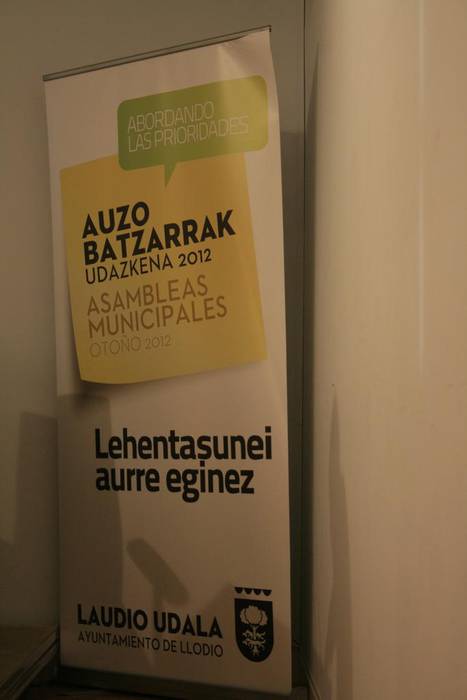 ABORDANDO
LAS PRIORIDADES
AUZO
BATZARRAK
UDAZKENA 2012
ASAMBLEAS
MUNICIPALES
OTOÑO 2012
Lehentasunei
aurre eginez
LAUDIO UDALA
AYUNTAMIENTO DE LLODIO